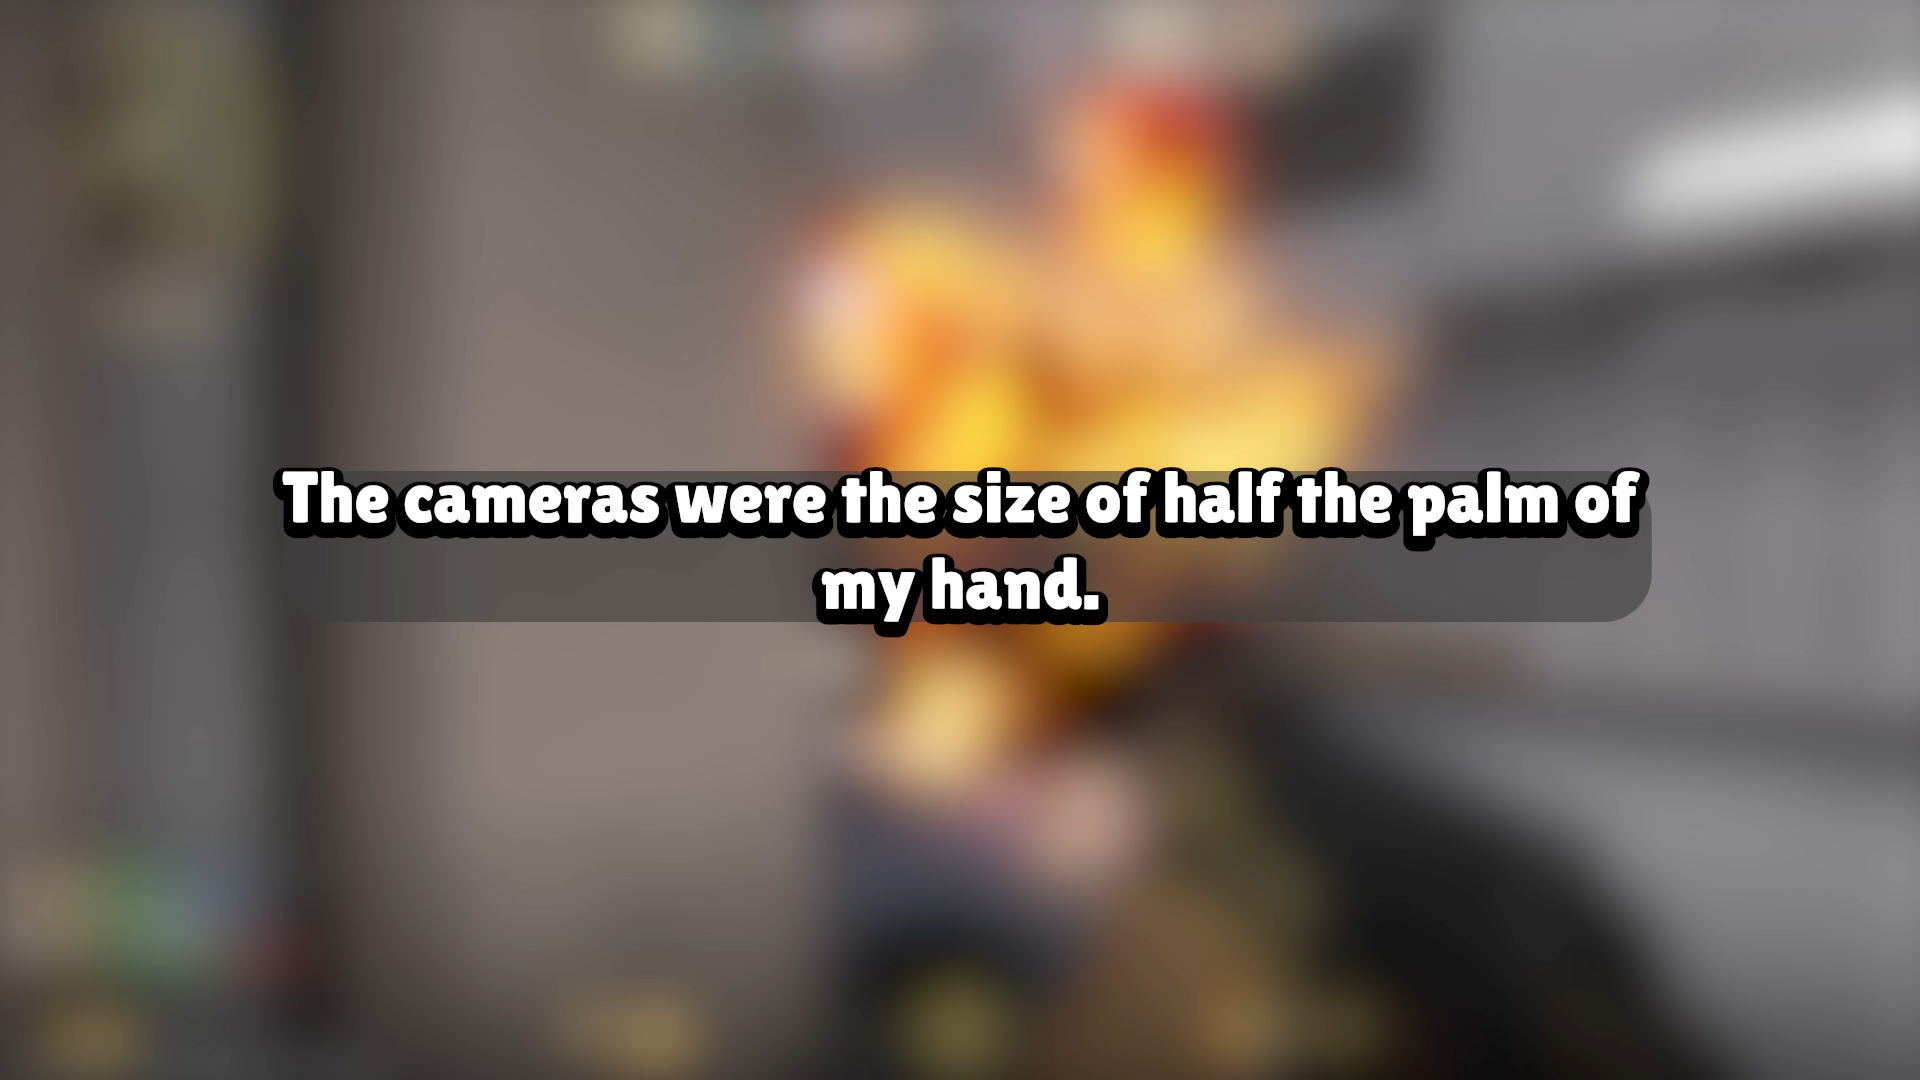 The cameras were the size of half the palm of
my hand.